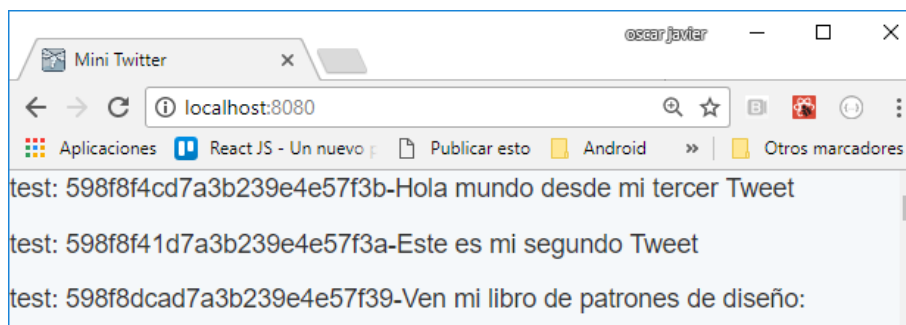 oscar javier
Mini Twitter
localhost:8080
Aplicaciones React JS - Un nuevo Publicar esto Android » Otros marcadores
test: 598f8f4cd7a3b239e4e57f3b-Hola mundo desde mi tercer Tweet
test: 598f8f41d7a3b239e4e57f3a-Este es mi segundo Tweet
test: 598f8dcad7a3b239e4e57f39-Ven mi libro de patrones de diseño: